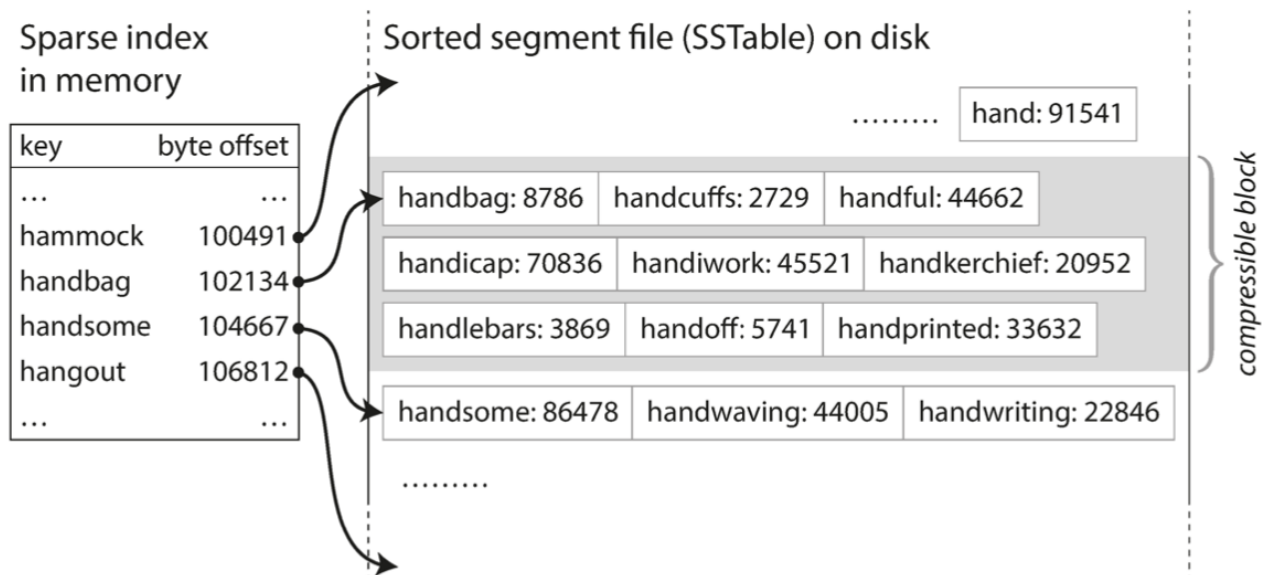 Sparse index
in memory
key byte offset
... ...
hammock 100491
handbag 102134
handsome 104667
hangout 106812
... ...
Sorted segment file (SSTable) on disk
......... hand: 91541
handbag: 8786 handcuffs: 2729 handful: 44662
handicap: 70836 handiwork: 45521 handkerchief: 20952
handlebars: 3869 handoff: 5741 handprinted: 33632
handsome: 86478 handwaving: 44005 handwriting: 22846
.........
compressible block